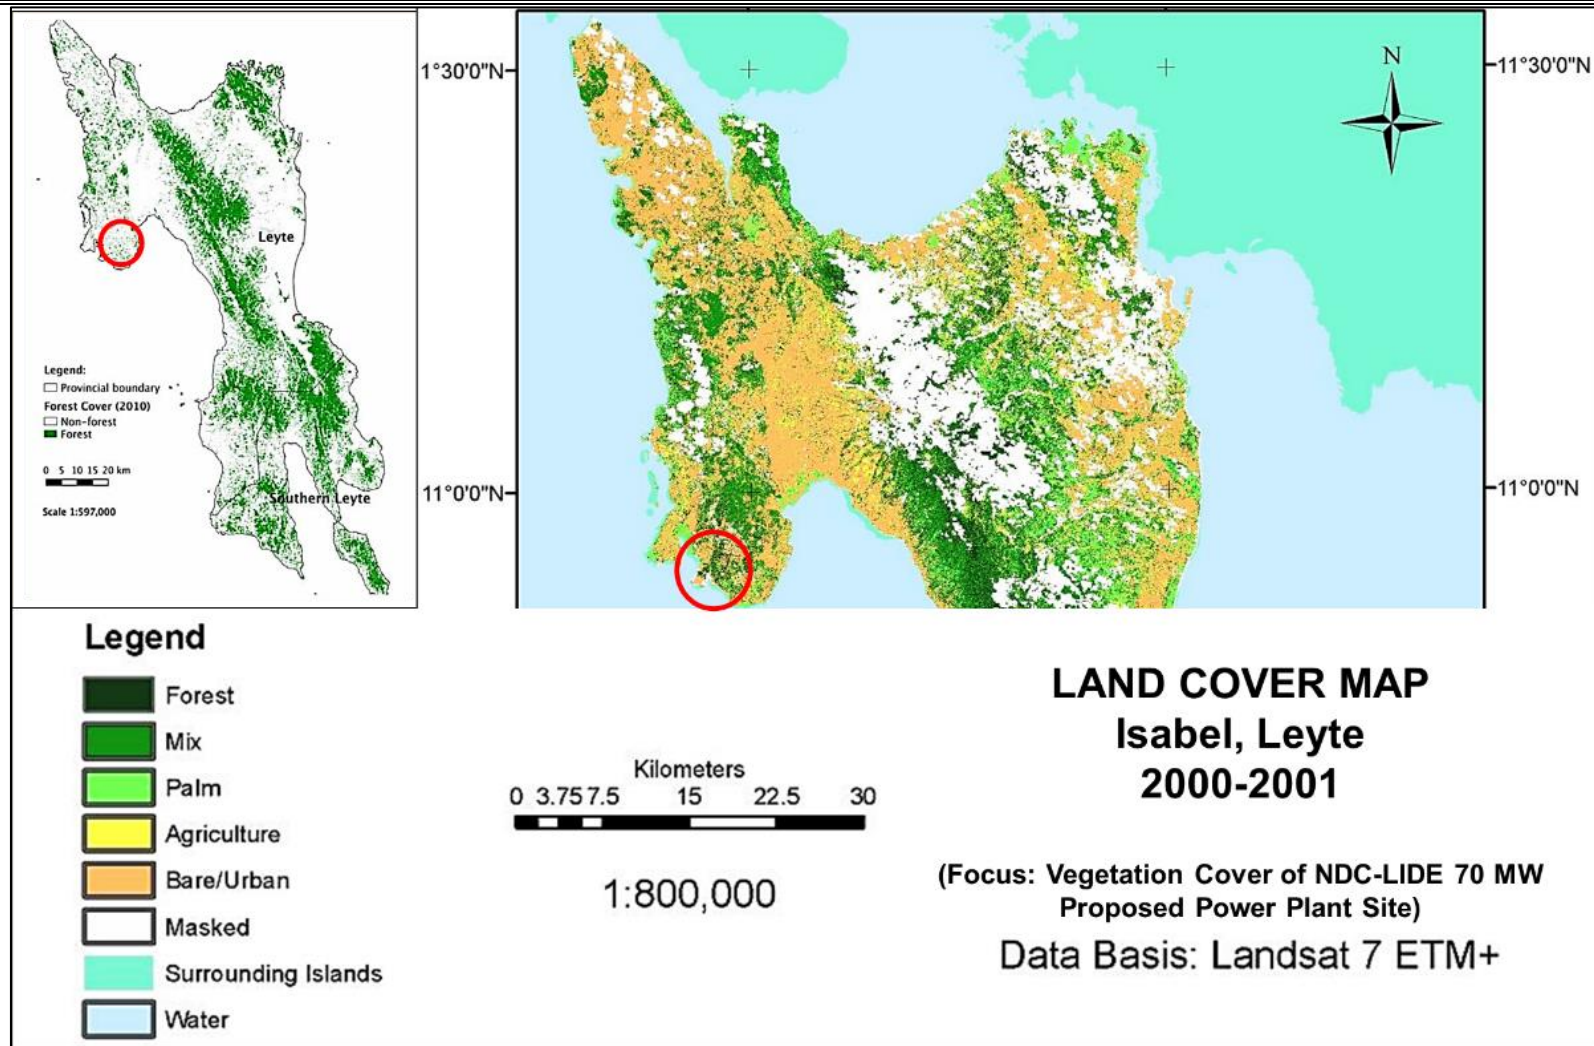 Leyte
Legend:
Provincial boundary
Forest Cover (2010)
Non-forest
Forest
0 5 10 15 20 km
Southern Leyte
Scale 1:597,000
1°30'0"N
11°30'0"N
N
11°0'0"N
11°0'0"N
Legend
Forest
Mix
Palm
Agriculture
Bare/Urban
Masked
Surrounding Islands
Water
Kilometers
0 3.75 7.5 15 22.5 30
1:800,000
LAND COVER MAP
Isabel, Leyte
2000-2001
(Focus: Vegetation Cover of NDC-LIDE 70 MW
Proposed Power Plant Site)
Data Basis: Landsat 7 ETM+